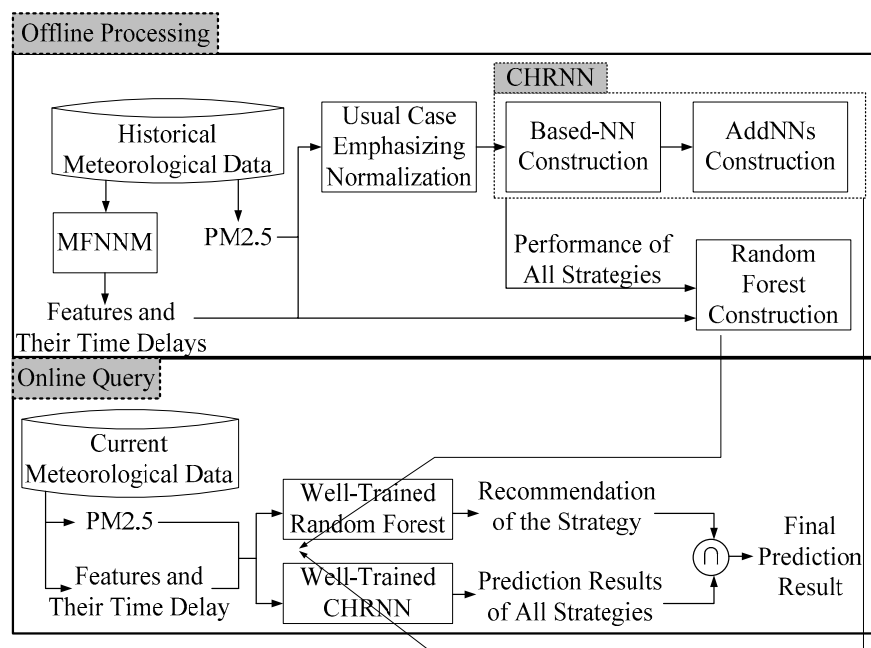 Offline Processing
CHRNN
Historical
Meteorological Data
Usual Case
Emphasizing
Normalization
Based-NN
Construction
AddNNs
Construction
MFNNM
PM2.5
Performance of
All Strategies
Random
Forest
Construction
Features and
Their Time Delays
Online Query
Current
Meteorological Data
PM2.5
Features and
Their Time Delay
Well-Trained
Random Forest
Recommendation
of the Strategy
Well-Trained
CHRNN
Prediction Results
of All Strategies
∩
Final
Prediction
Result